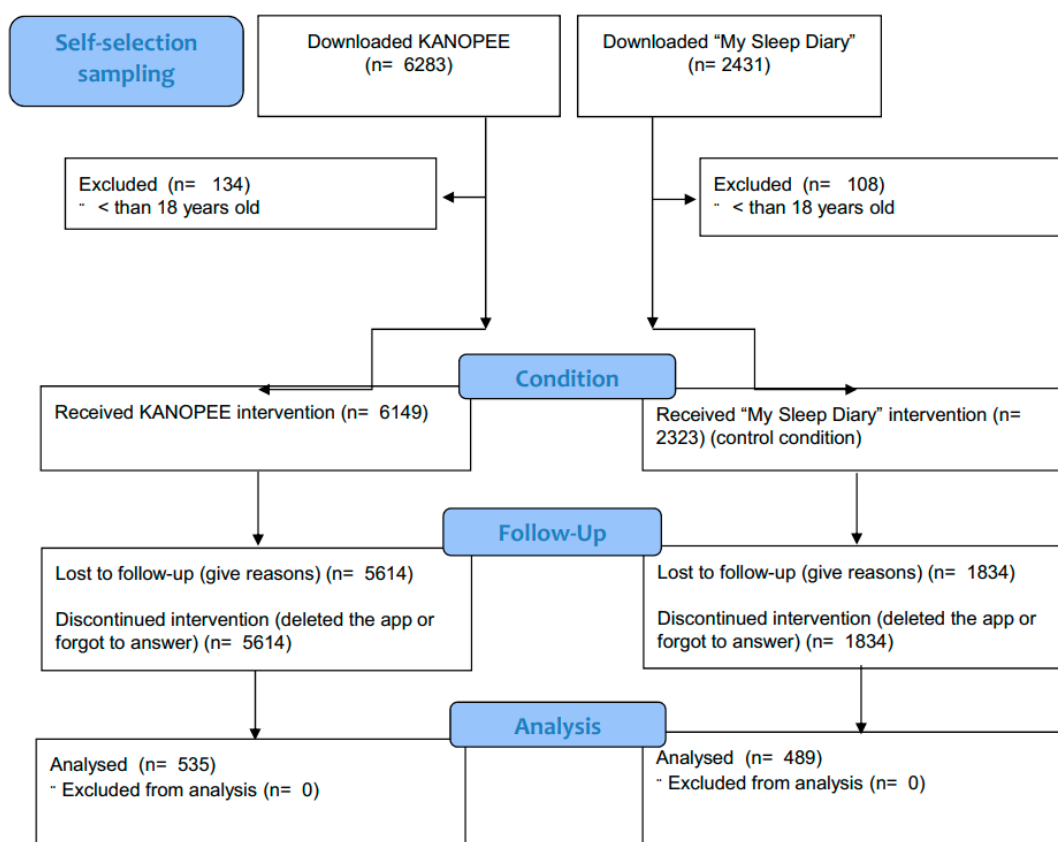 Self-selection
sampling
Downloaded KANOPEE
(n= 6283)
Downloaded “My Sleep Diary”
(n= 2431)
Excluded (n= 134)
¨ < than 18 years old
Excluded (n= 108)
¨ < than 18 years old
Condition
Received KANOPEE intervention (n= 6149)
Received “My Sleep Diary” intervention (n=
2323) (control condition)
Follow-Up
Lost to follow-up (give reasons) (n= 5614)
Discontinued intervention (deleted the app or
forgot to answer) (n= 5614)
Lost to follow-up (give reasons) (n= 1834)
Discontinued intervention (deleted the app or
forgot to answer) (n= 1834)
Analysis
Analysed (n= 535)
¨ Excluded from analysis (n= 0)
Analysed (n= 489)
¨ Excluded from analysis (n= 0)